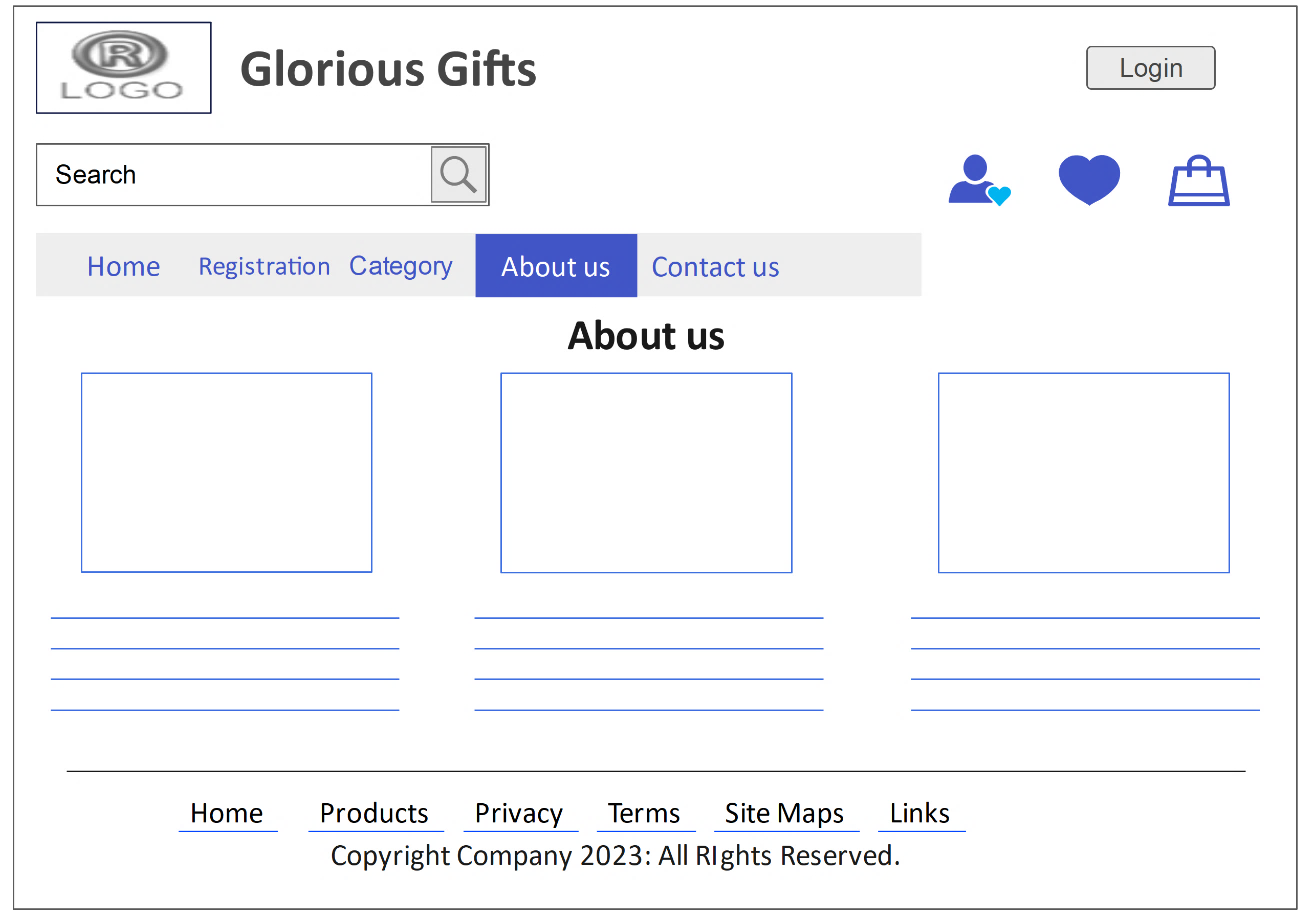 ® LOGO
Glorious Gifts
Login
Search
Home Registration Category About us Contact us
About us
Home Products Privacy Terms Site Maps Links
Copyright Company 2023: All RIghts Reserved.